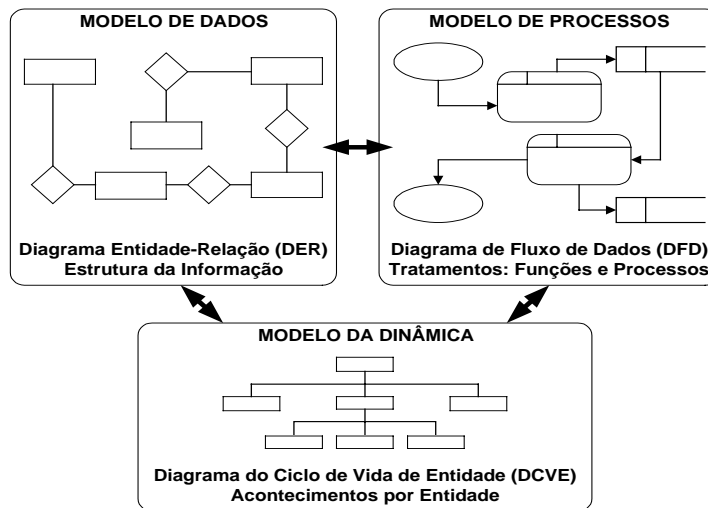 MODELO DE DADOS
Diagrama Entidade-Relação (DER)
Estrutura da Informação
MODELO DE PROCESSOS
Diagrama de Fluxo de Dados (DFD)
Tratamentos: Funções e Processos
MODELO DA DINÂMICA
Diagrama do Ciclo de Vida de Entidade (DCVE)
Acontecimentos por Entidade